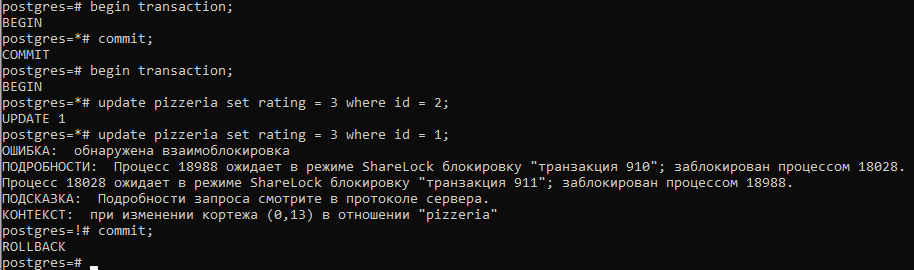 postgres=# begin transaction;
BEGIN
postgres=*# commit;
COMMIT
postgres=# begin transaction;
BEGIN
postgres=*# update pizzeria set rating = 3 where id = 2;
UPDATE 1
postgres=*# update pizzeria set rating = 3 where id = 1;
ОШИБКА:  обнаружена взаимоблокировка
ПОДРОБНОСТИ:  Процесс 18988 ожидает в режиме ShareLock блокировку "транзакция 910"; заблокирован процессом 18028.
Процесс 18028 ожидает в режиме ShareLock блокировку "транзакция 911"; заблокирован процессом 18988.
ПОДСКАЗКА:  Подробности запроса смотрите в протоколе сервера.
КОНТЕКСТ:  при изменении кортежа (0,13) в отношении "pizzeria"
postgres=!# commit;
ROLLBACK
postgres=#